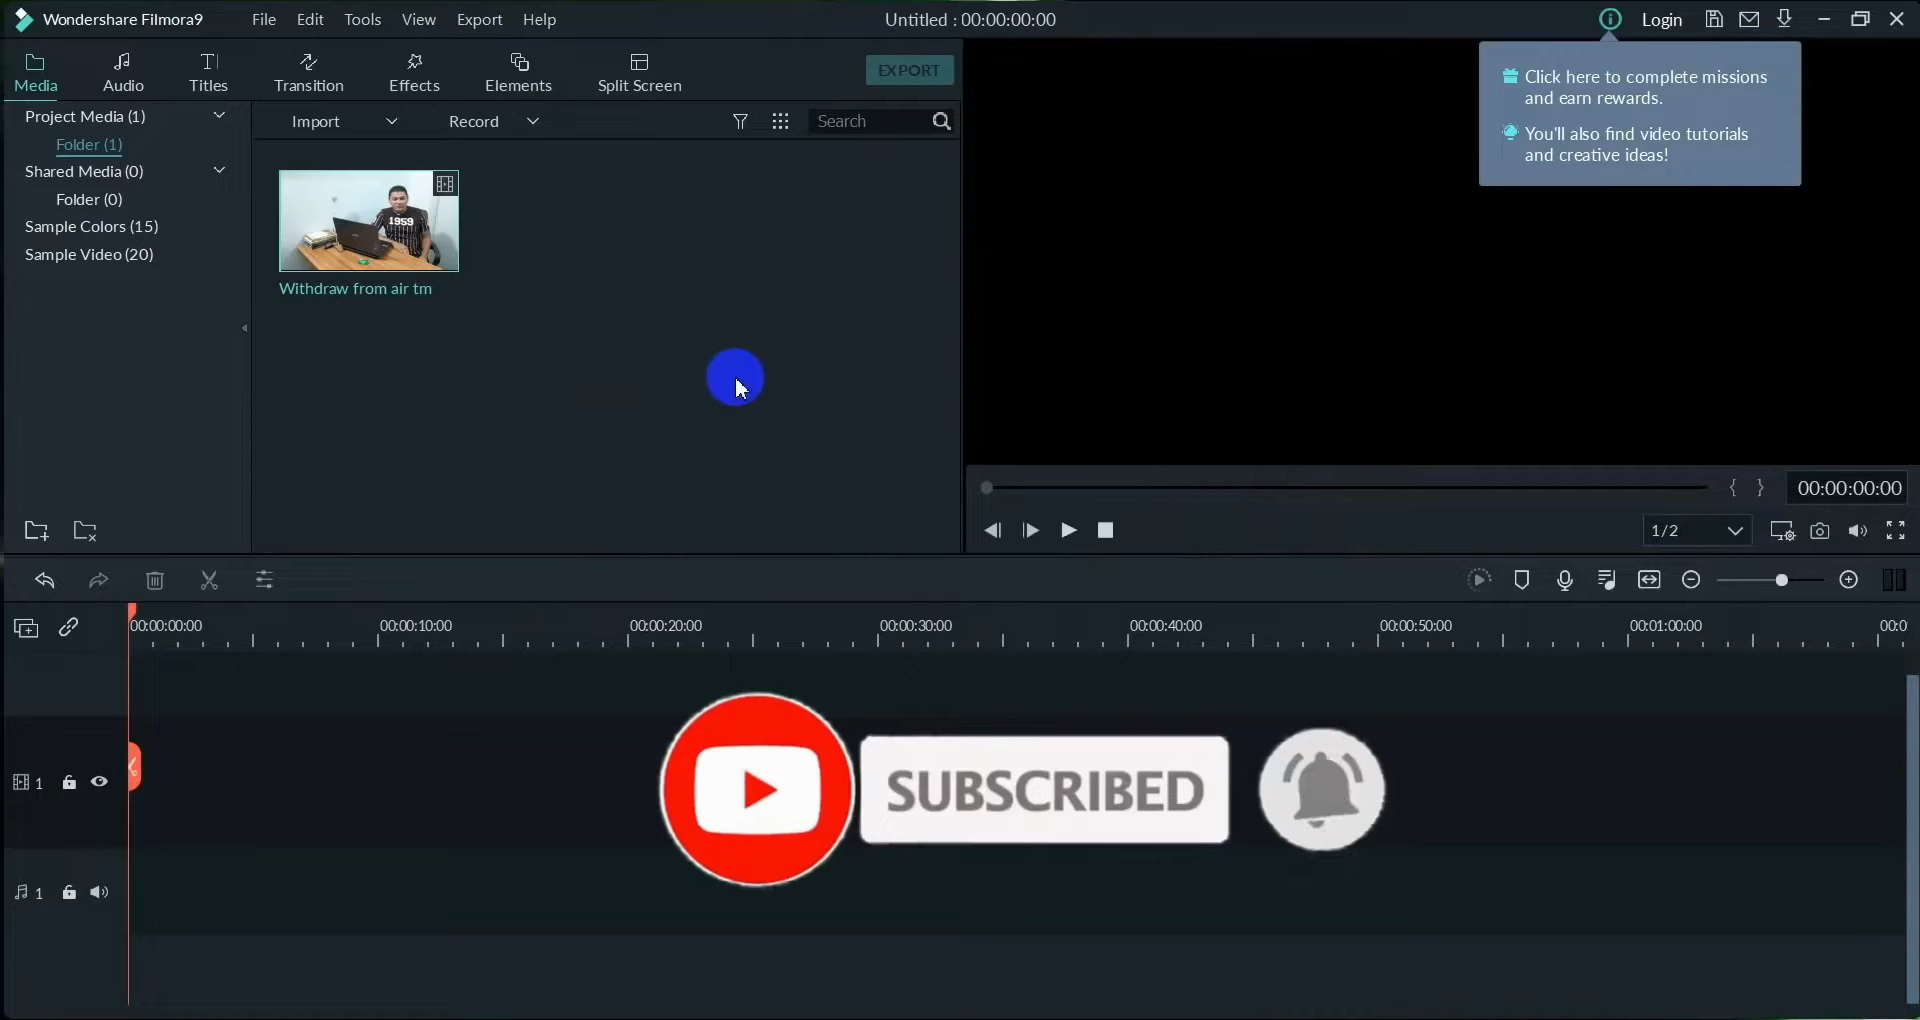 Wondershare Filmora9 File Edit Tools View Export Help Untitled : 00:00:00:00 Login
Click here to complete missions
and earn rewards.
You'll also find video tutorials
and creative ideas!
Media Audio Titles Transition Effects Elements Split Screen EXPORT
Project Media (1)
Folder (1)
Shared Media (0)
Folder (0)
Sample Colors (15)
Sample Video (20)
Import Record Search
1959
Withdraw from air tm
{ } 00:00:00:00
1/2
00:00:00:00 00:00:10:00 00:00:20:00 00:00:30:00 00:00:40:00 00:00:50:00 00:01:00:00 00:0
1
SUBSCRIBED
1